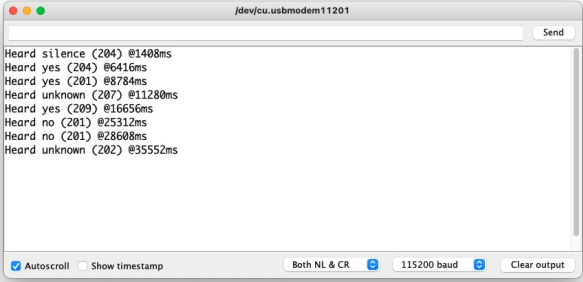 /dev/cu.usbmodem11201
Send
Heard silence (204) @1408ms
Heard yes (204) @6416ms
Heard yes (201) @8784ms
Heard unknown (207) @11280ms
Heard yes (209) @16656ms
Heard no (201) @25312ms
Heard no (201) @28608ms
Heard unknown (202) @35552ms
Autoscroll Show timestamp Both NL & CR 115200 baud Clear output